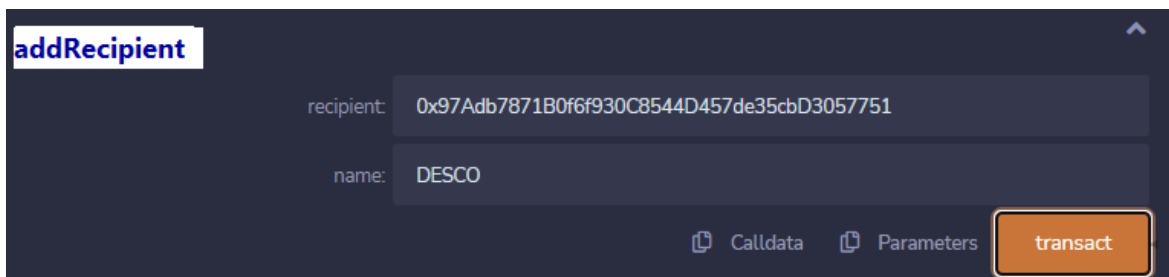 addRecipient
recipient: 0x97Adb7871B0f6f930C8544D457de35cbD3057751
name: DESCO
Calldata Parameters transact